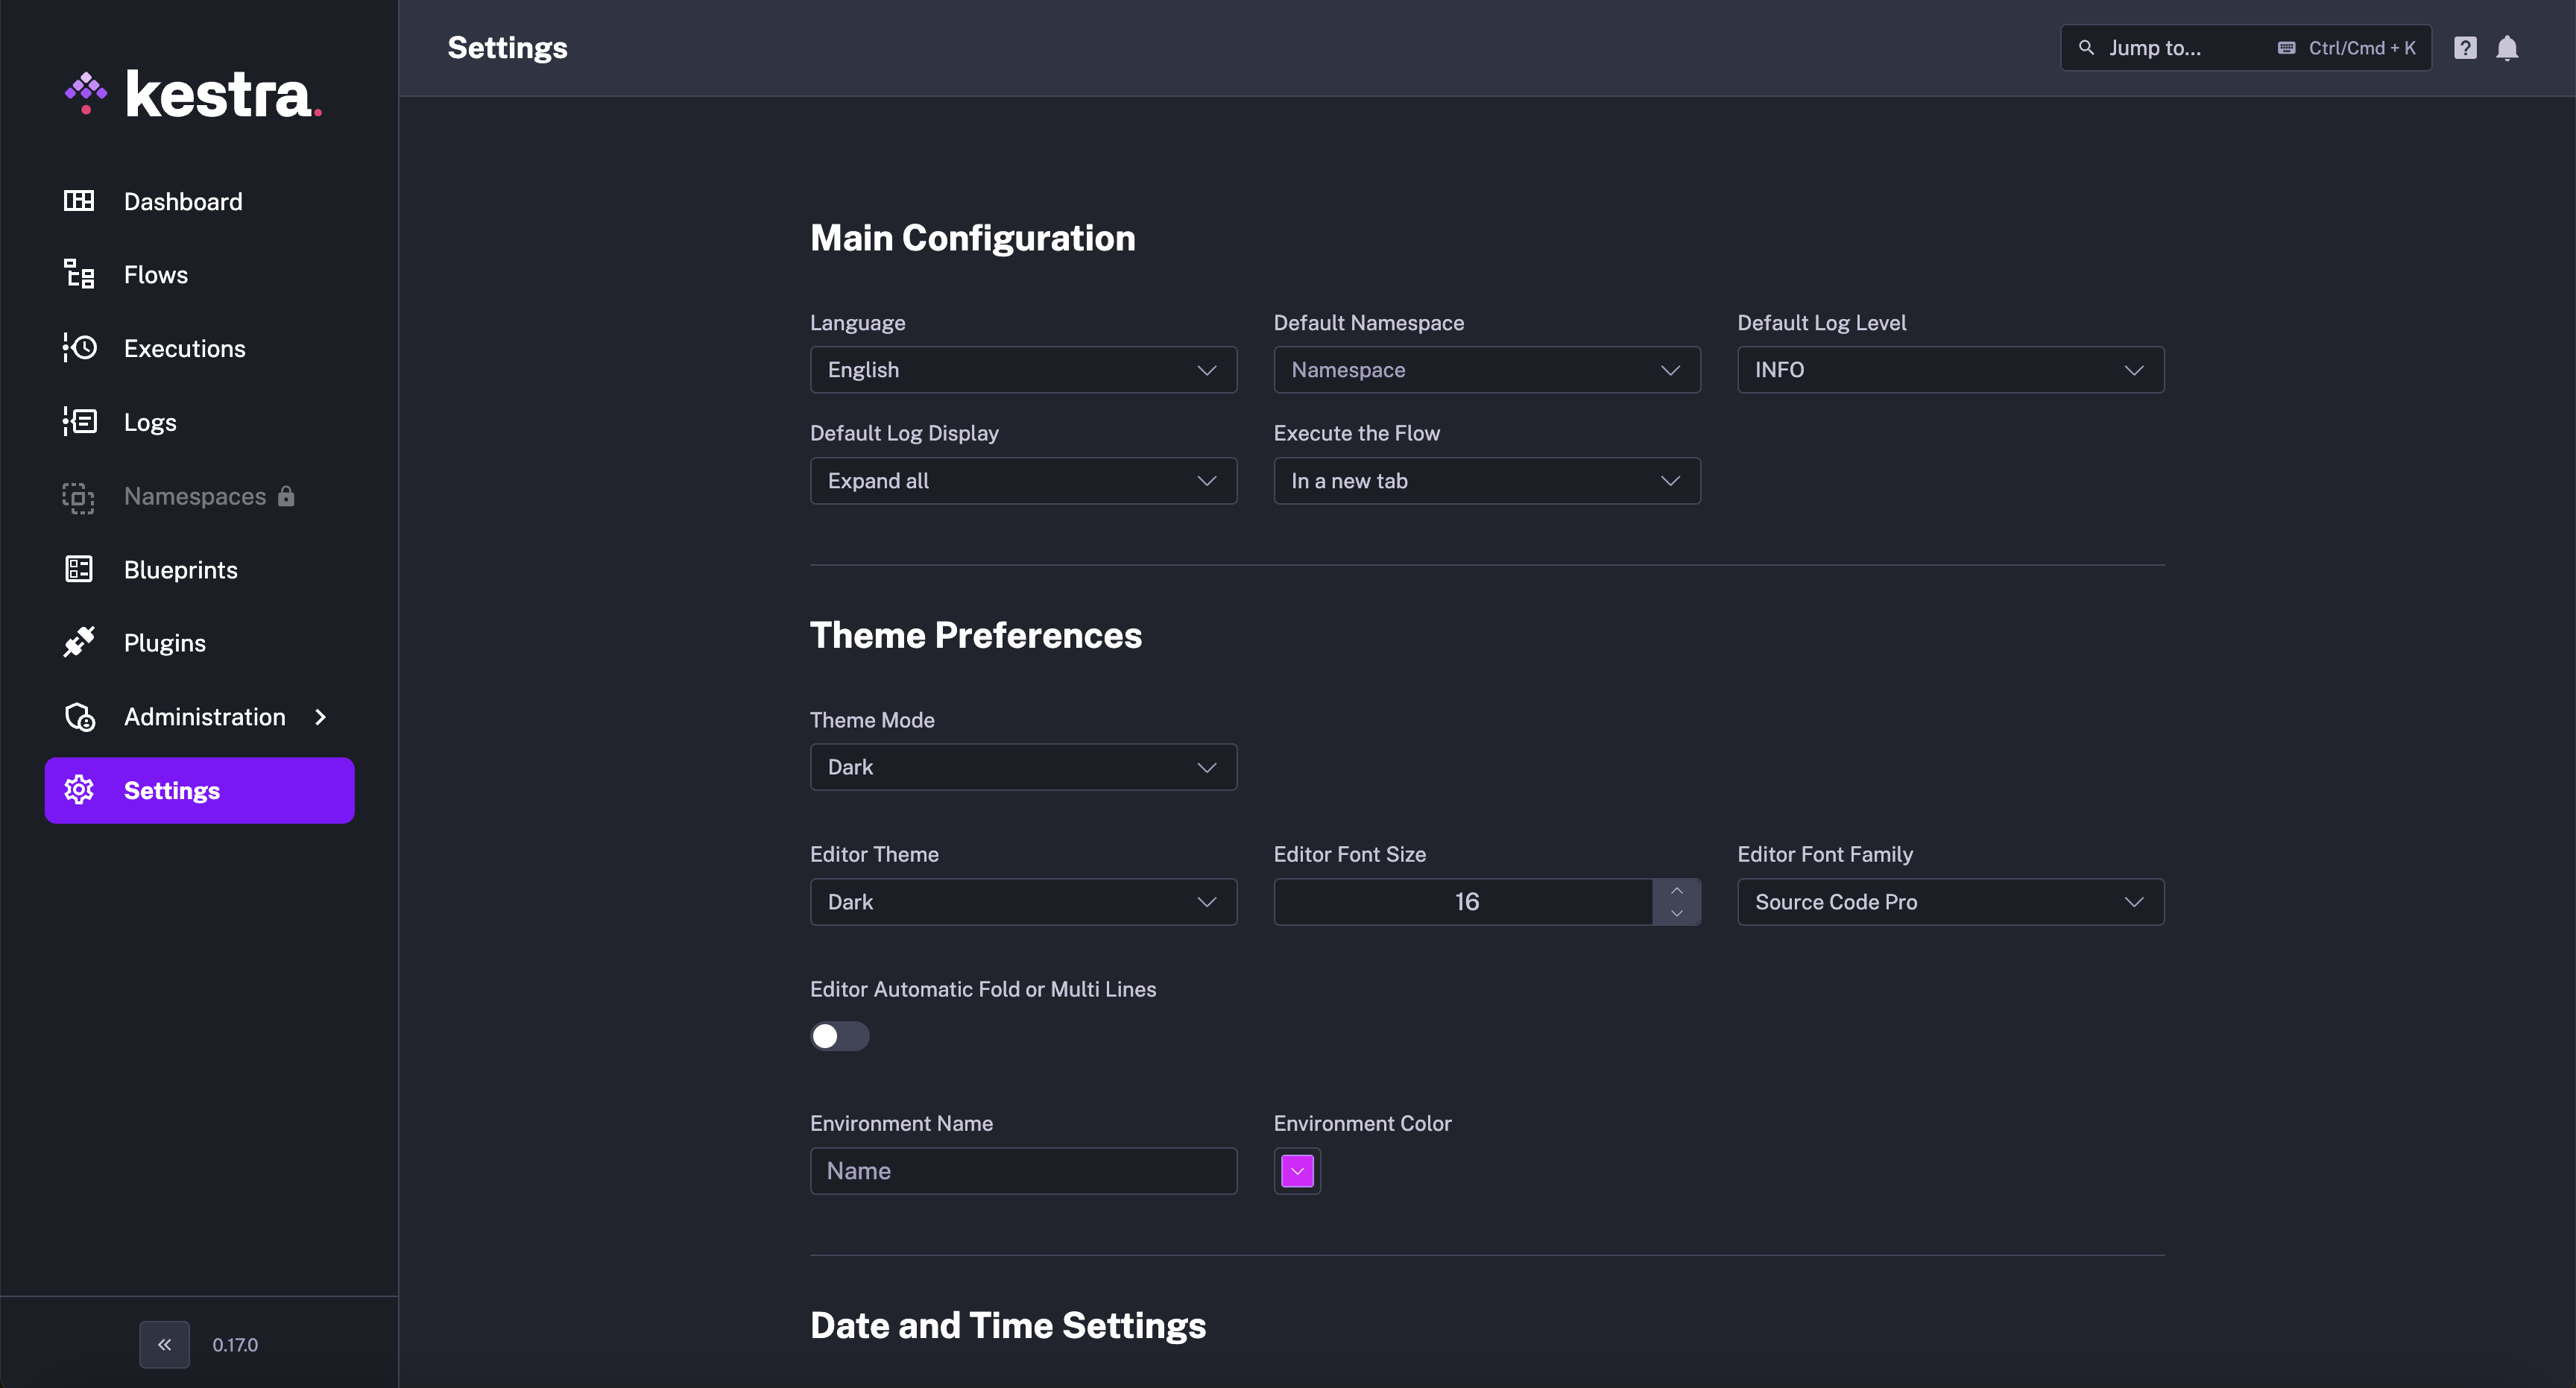 kestra.
Dashboard
Flows
Executions
Logs
Namespaces
Blueprints
Plugins
Administration
Settings
0.17.0
Settings
Jump to...
Ctrl/Cmd + K
Main Configuration
Language
Default Namespace
Default Log Level
English
Namespace
INFO
Default Log Display
Execute the Flow
Expand all
In a new tab
Theme Preferences
Theme Mode
Dark
Editor Theme
Editor Font Size
Editor Font Family
Dark
16
Source Code Pro
Editor Automatic Fold or Multi Lines
Environment Name
Environment Color
Name
Date and Time Settings